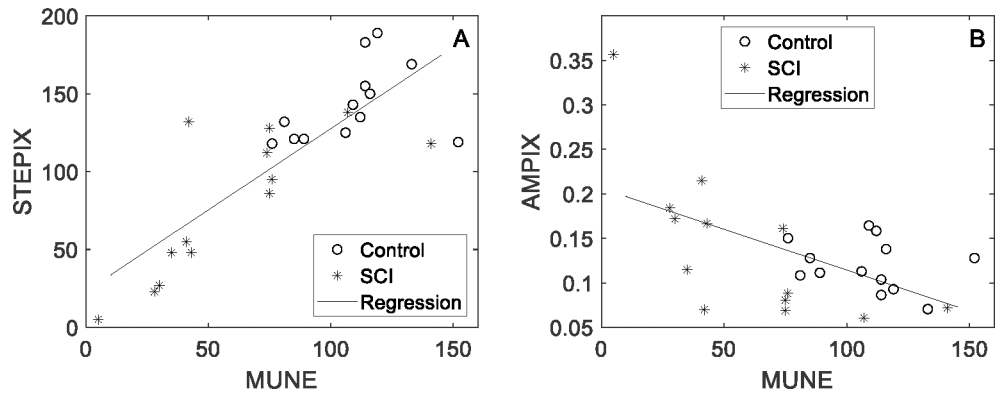 A
STEPIX
200
150
100
50
0
0 50 100 150
MUNE
Control
SCI
Regression
B
AMPIX
0.35
0.3
0.25
0.2
0.15
0.1
0.05
0 50 100 150
MUNE
Control
SCI
Regression